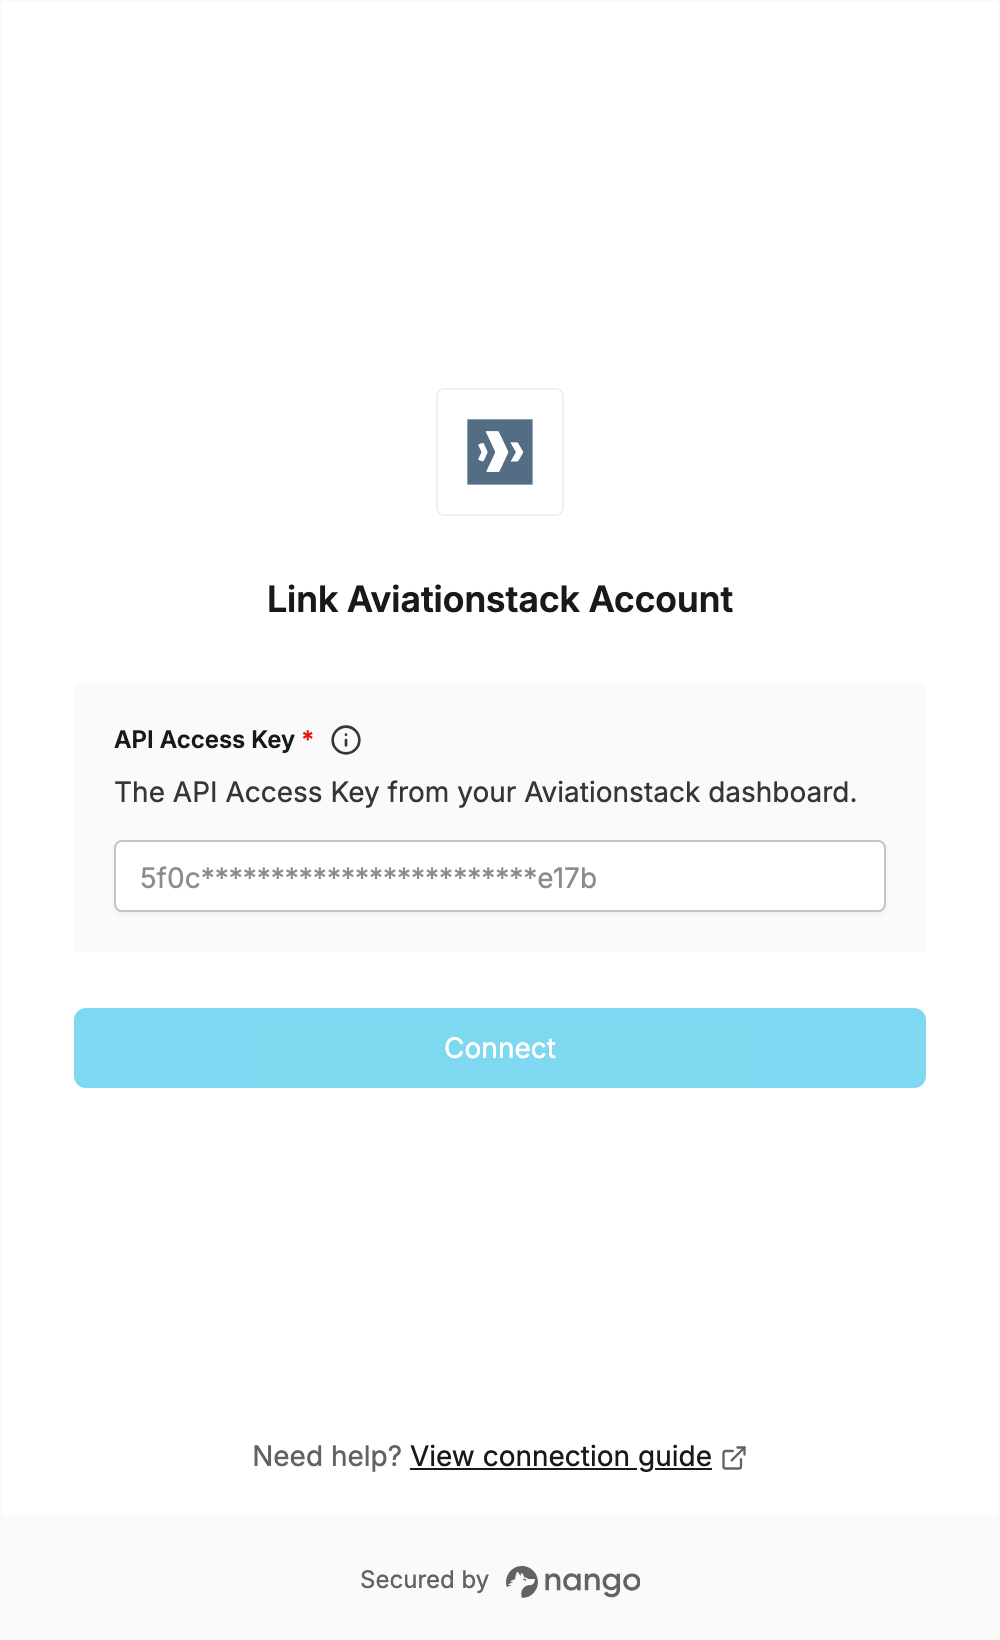 Link Aviationstack Account
API Access Key *
The API Access Key from your Aviationstack dashboard.
5f0c************************e17b
Connect
Need help? View connection guide
Secured by nango